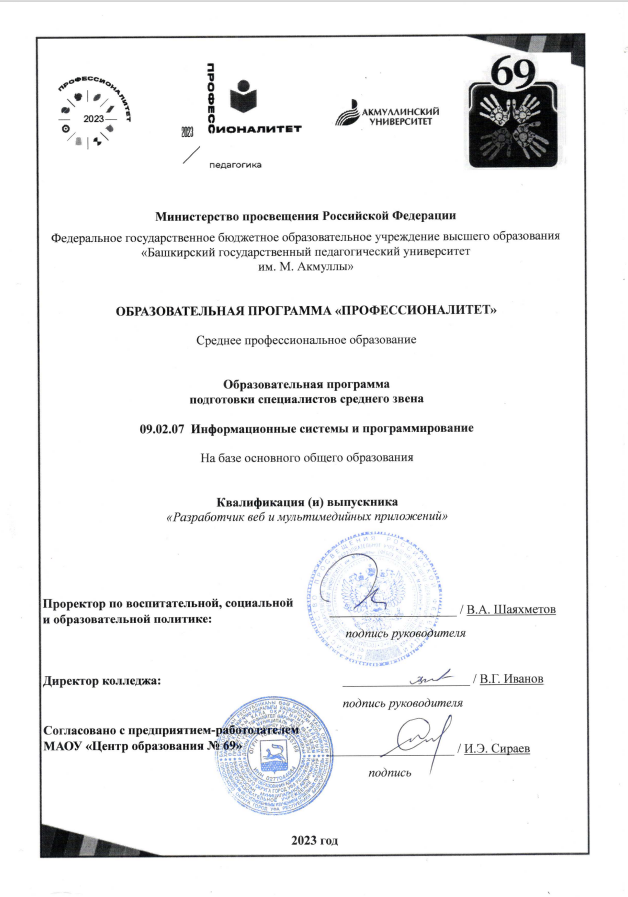 ПРОФЕССИОНАЛИТЕТ
2023
ПРОФЕССИОНАЛИТЕТ
2023
педагогика
АКМУЛЛИНСКИЙ
УНИВЕРСИТЕТ
69
Министерство просвещения Российской Федерации
Федеральное государственное бюджетное образовательное учреждение высшего образования
«Башкирский государственный педагогический университет
им. М. Акмуллы»
ОБРАЗОВАТЕЛЬНАЯ ПРОГРАММА «ПРОФЕССИОНАЛИТЕТ»
Среднее профессиональное образование
Образовательная программа
подготовки специалистов среднего звена
09.02.07 Информационные системы и программирование
На базе основного общего образования
Квалификация (и) выпускника
«Разработчик веб и мультимедийных приложений»
Проректор по воспитательной, социальной
и образовательной политике: / В.А. Шаяхметов
подпись руководителя
Директор колледжа: / В.Г. Иванов
подпись руководителя
Согласовано с предприятием-работодателем
МАОУ «Центр образования № 69» / И.Э. Сираев
подпись
2023 год